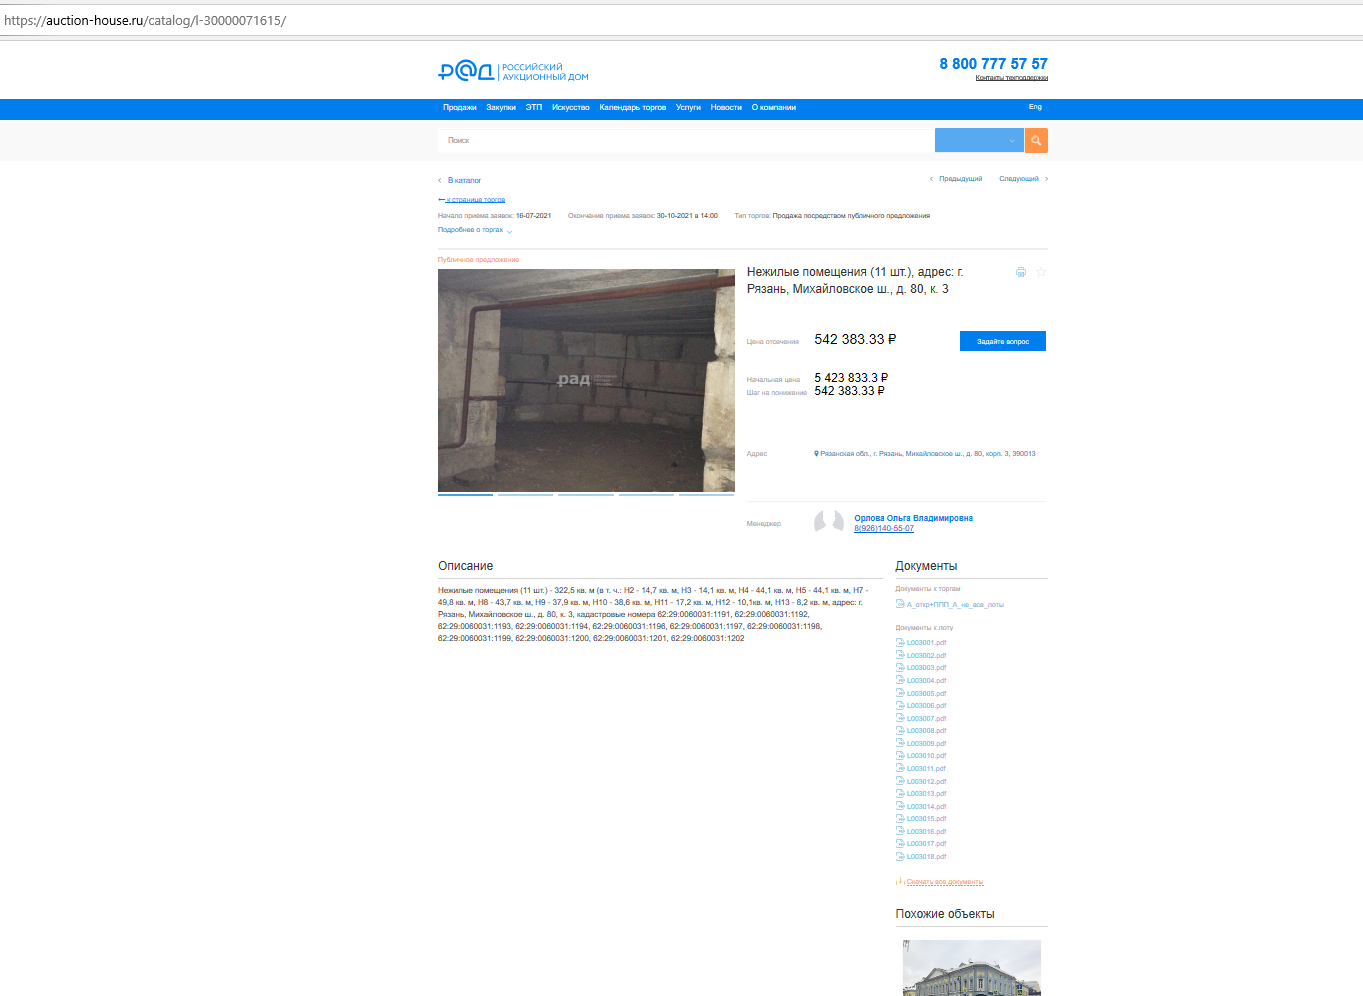 https://auction-house.ru/catalog/l-30000071615/
РАД РОССИЙСКИЙ
АУКЦИОННЫЙ ДОМ
8 800 777 57 57
Контакты техподдержки
Продажи Закупки ЭТП Искусство Календарь торгов Услуги Новости О компании Eng
Поиск
В каталог
Предыдущий Следующий
к странице торгов
Начало приема заявок: 16-07-2021 Окончание приема заявок: 30-10-2021 в 14:00 Тип торгов: Продажа посредством публичного предложения
Подробнее о торгах
Публичное предложение
рад
Нежилые помещения (11 шт.), адрес: г.
Рязань, Михайловское ш., д. 80, к. 3
Цена отсечения 542 383.33 ₽
Задайте вопрос
Начальная цена 5 423 833.3 ₽
Шаг на понижение 542 383.33 ₽
Адрес Рязанская обл., г. Рязань, Михайловское ш., д. 80, корп. 3, 390013
Менеджер Орлова Ольга Владимировна
8(926)140-55-07
Описание
Нежилые помещения (11 шт.) - 322,5 кв. м (в т. ч.: Н2 - 14,7 кв. м, Н3 - 14,1 кв. м, Н4 - 44,1 кв. м, Н5 - 44,1 кв. м, Н7 -
49,8 кв. м, Н8 - 43,7 кв. м, Н9 - 37,9 кв. м, Н10 - 38,6 кв. м, Н11 - 17,2 кв. м, Н12 - 10,1кв. м, Н13 - 8,2 кв. м, адрес: г.
Рязань, Михайловское ш., д. 80, к. 3, кадастровые номера 62:29:0060031:1191, 62:29:0060031:1192,
62:29:0060031:1193, 62:29:0060031:1194, 62:29:0060031:1196, 62:29:0060031:1197, 62:29:0060031:1198,
62:29:0060031:1199, 62:29:0060031:1200, 62:29:0060031:1201, 62:29:0060031:1202
Документы
Документы к торгам
А_откр+ППП_А_не_все_лоты
Документы к лоту
L003001.pdf
L003002.pdf
L003003.pdf
L003004.pdf
L003005.pdf
L003006.pdf
L003007.pdf
L003008.pdf
L003009.pdf
L003010.pdf
L003011.pdf
L003012.pdf
L003013.pdf
L003014.pdf
L003015.pdf
L003016.pdf
L003017.pdf
L003018.pdf
Скачать все документы
Похожие объекты